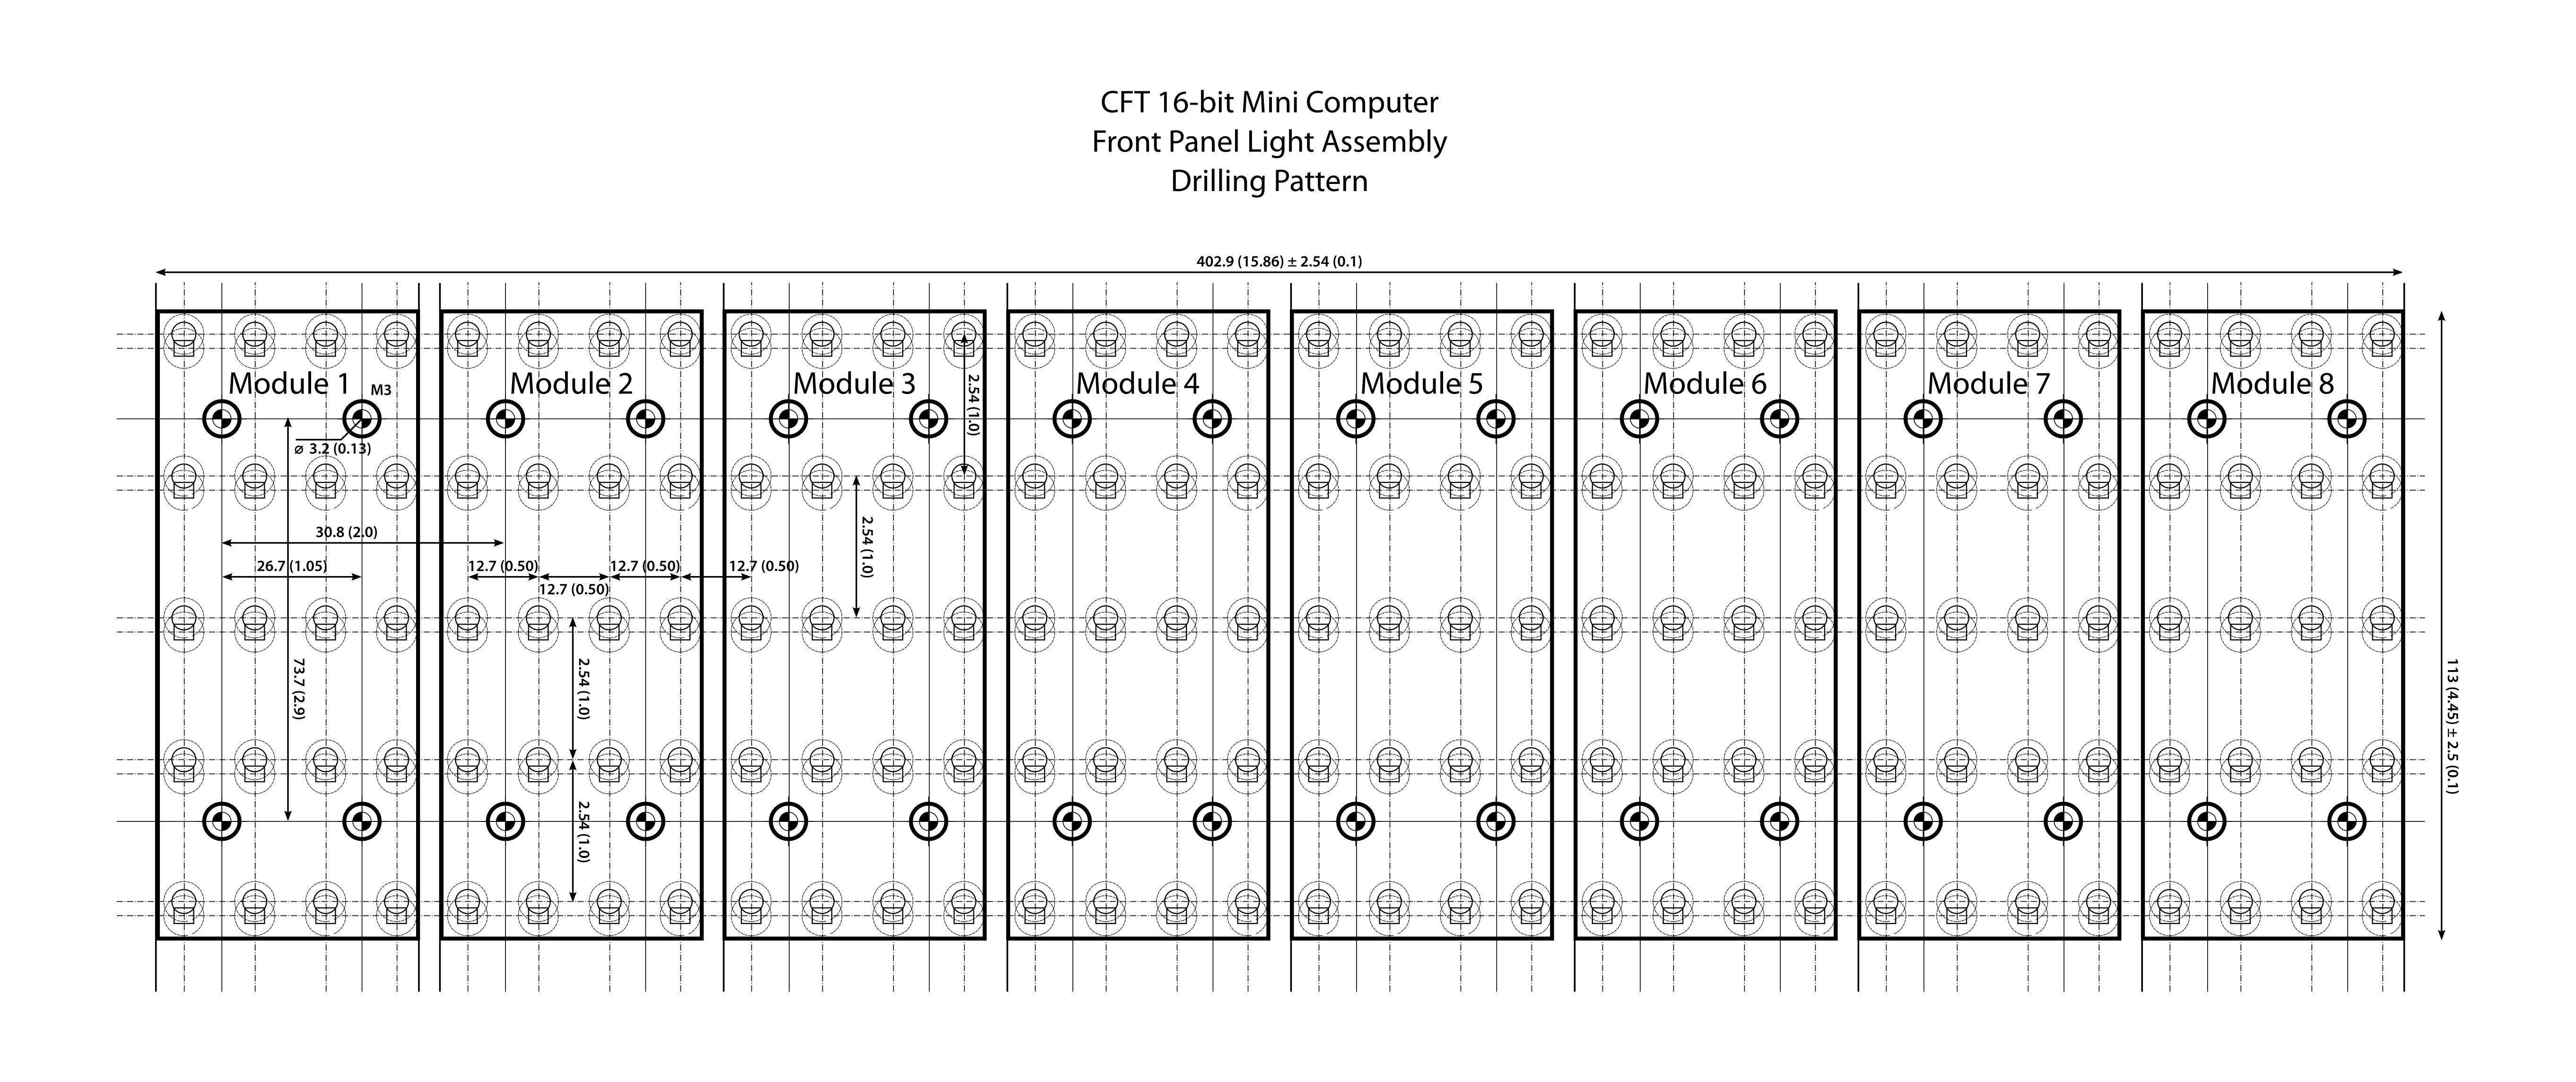 CFT 16-bit Mini Computer
Front Panel Light Assembly
Drilling Pattern
402.9 (15.86) ± 2.54 (0.1)
Module 1
M3
Module 2
Module 3
Module 4
Module 5
Module 6
Module 7
Module 8
⌀ 3.2 (0.13)
2.54 (1.0)
30.8 (2.0)
2.54 (1.0)
26.7 (1.05)
12.7 (0.50)
12.7 (0.50)
12.7 (0.50)
12.7 (0.50)
73.7 (2.9)
2.54 (1.0)
2.54 (1.0)
113 (4.45) ± 2.5 (0.1)